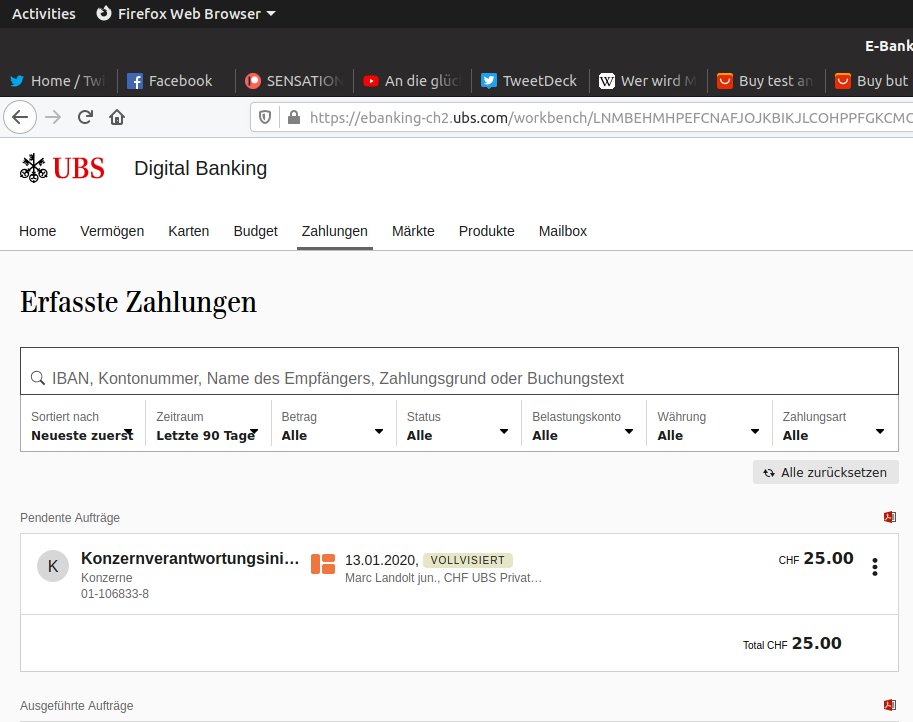 Activities Firefox Web Browser
E-Bank
Home / Twi Facebook SENSATION An die glüc TweetDeck Wer wird M Buy test an Buy but
https://ebanking-ch2.ubs.com/workbench/LNMBEHMHPEFCNAFJOJKBIKJLCOHPPFGKCMC
UBS Digital Banking
Home Vermögen Karten Budget Zahlungen Märkte Produkte Mailbox
Erfasste Zahlungen
IBAN, Kontonummer, Name des Empfängers, Zahlungsgrund oder Buchungstext
Sortiert nach Zeitraum Betrag Status Belastungskonto Währung Zahlungsart
Neueste zuerst Letzte 90 Tage Alle Alle Alle Alle Alle
Alle zurücksetzen
Pendente Aufträge
K Konzernverantwortungsini... 13.01.2020, VOLLVISIERT CHF 25.00
Konzerne Marc Landolt jun., CHF UBS Privat...
01-106833-8
Total CHF 25.00
Ausgeführte Aufträge